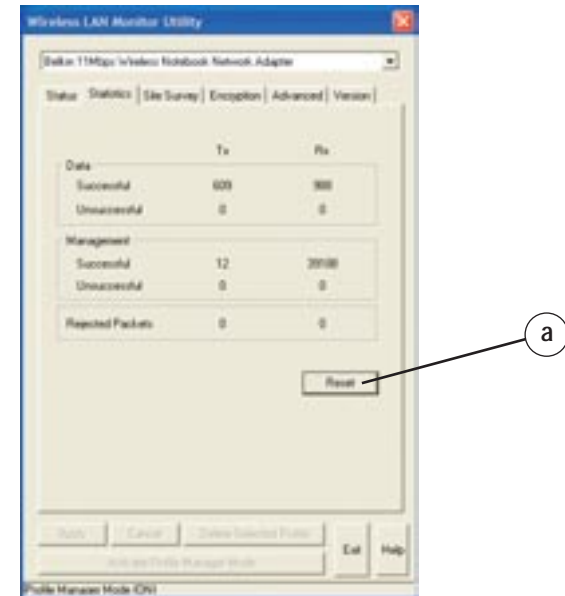 Wireless LAN Monitor Utility
Belkin 11Mbps Wireless Notebook Network Adapter
Status Statistics Site Survey Encryption Advanced Version
Tx Rx
Data
Successful 609
Unsuccessful 0 0
Management
Successful 12
Unsuccessful 0 0
Rejected Packets 0 0
a
Reset
Apply Cancel Delete Selected Profile
Activate Profile Manager Mode
Exit Help
Profile Manager Mode (ON)